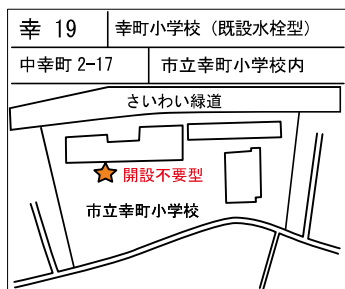 幸 19
幸町小学校（既設水栓型）
中幸町 2-17
市立幸町小学校内
さいわい緑道
開設不要型
市立幸町小学校